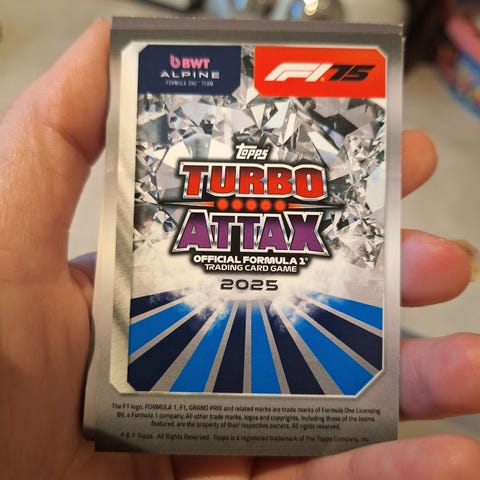 BWT
ALPINE
FORMULA ONE™ TEAM
F1 75
Topps
TURBO
ATTAX
OFFICIAL FORMULA 1®
TRADING CARD GAME
2025
The F1 logo, FORMULA 1, F1, GRAND PRIX and related marks are trade marks of Formula One Licensing
BV, a Formula 1 company. All other trade marks, logos and copyrights, including those of the teams
featured, are the property of their respective owners. All rights reserved.
® & © Topps. All Rights Reserved. Topps is a registered trademark of The Topps Company, Inc.